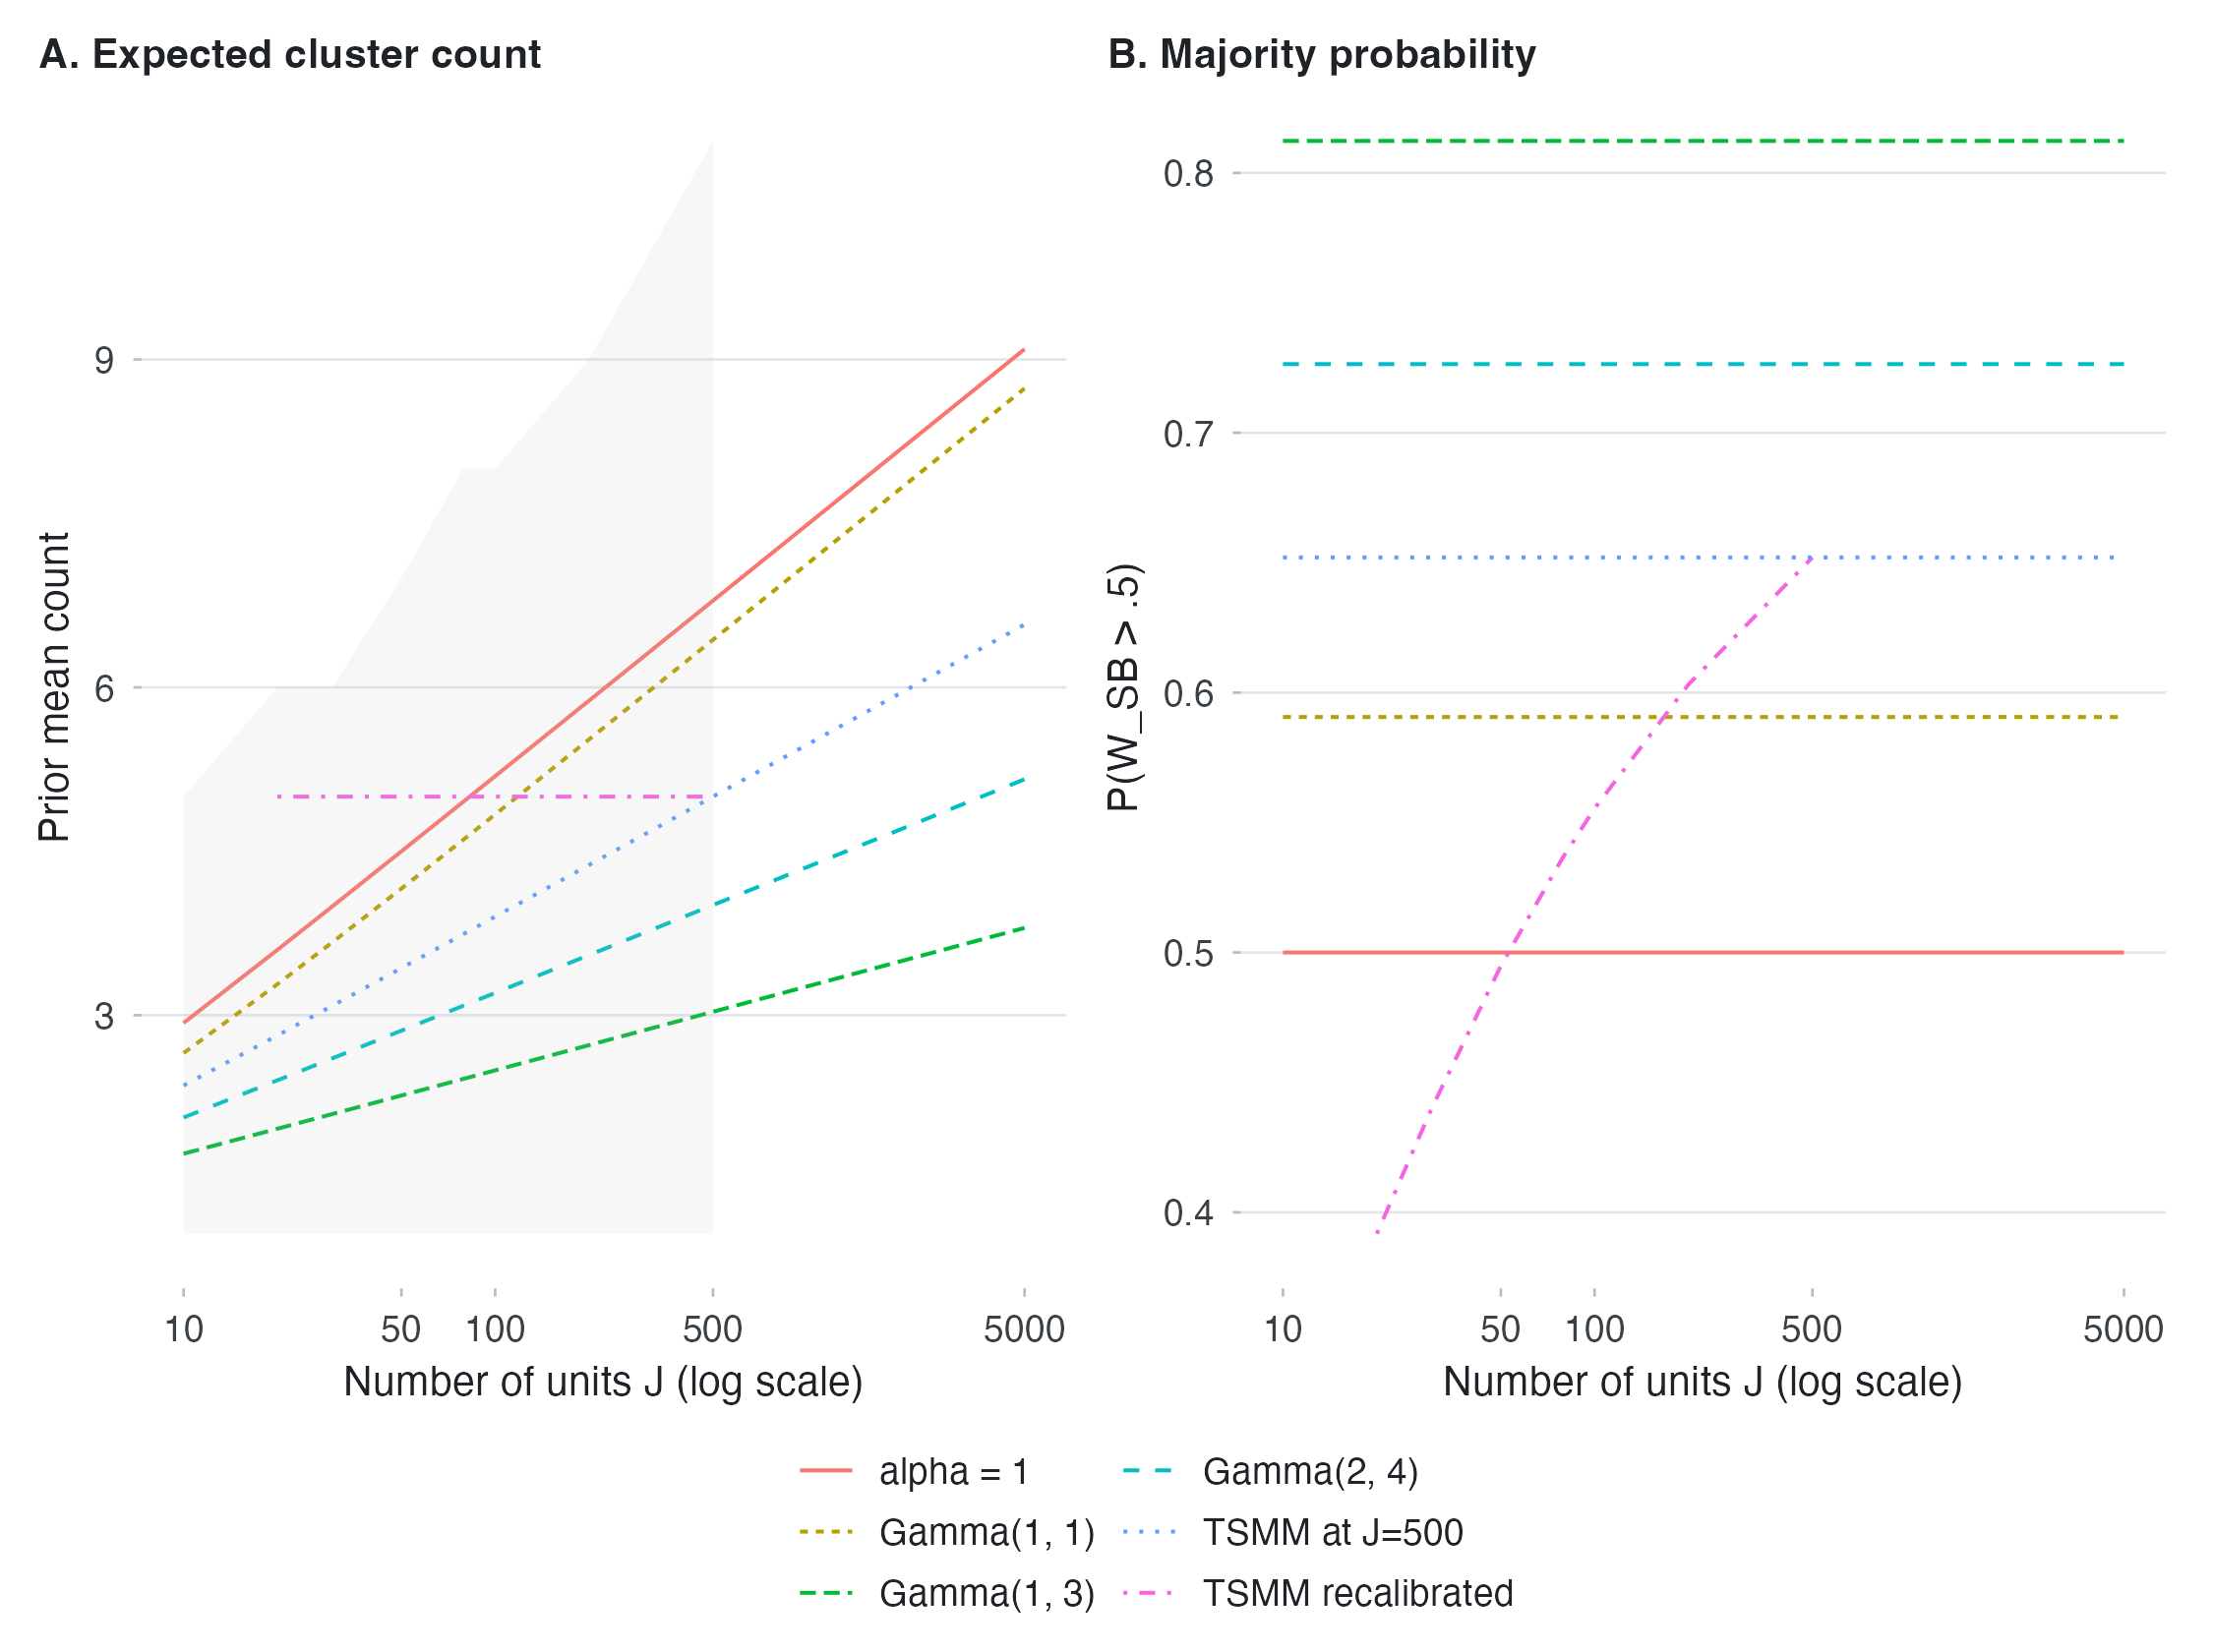 A. Expected cluster count
Prior mean count
9
6
3
10 50 100 500 5000
Number of units J (log scale)
B. Majority probability
P(W_SB > .5)
0.8
0.7
0.6
0.5
0.4
10 50 100 500 5000
Number of units J (log scale)
alpha = 1
Gamma(1, 1)
Gamma(1, 3)
Gamma(2, 4)
TSMM at J=500
TSMM recalibrated